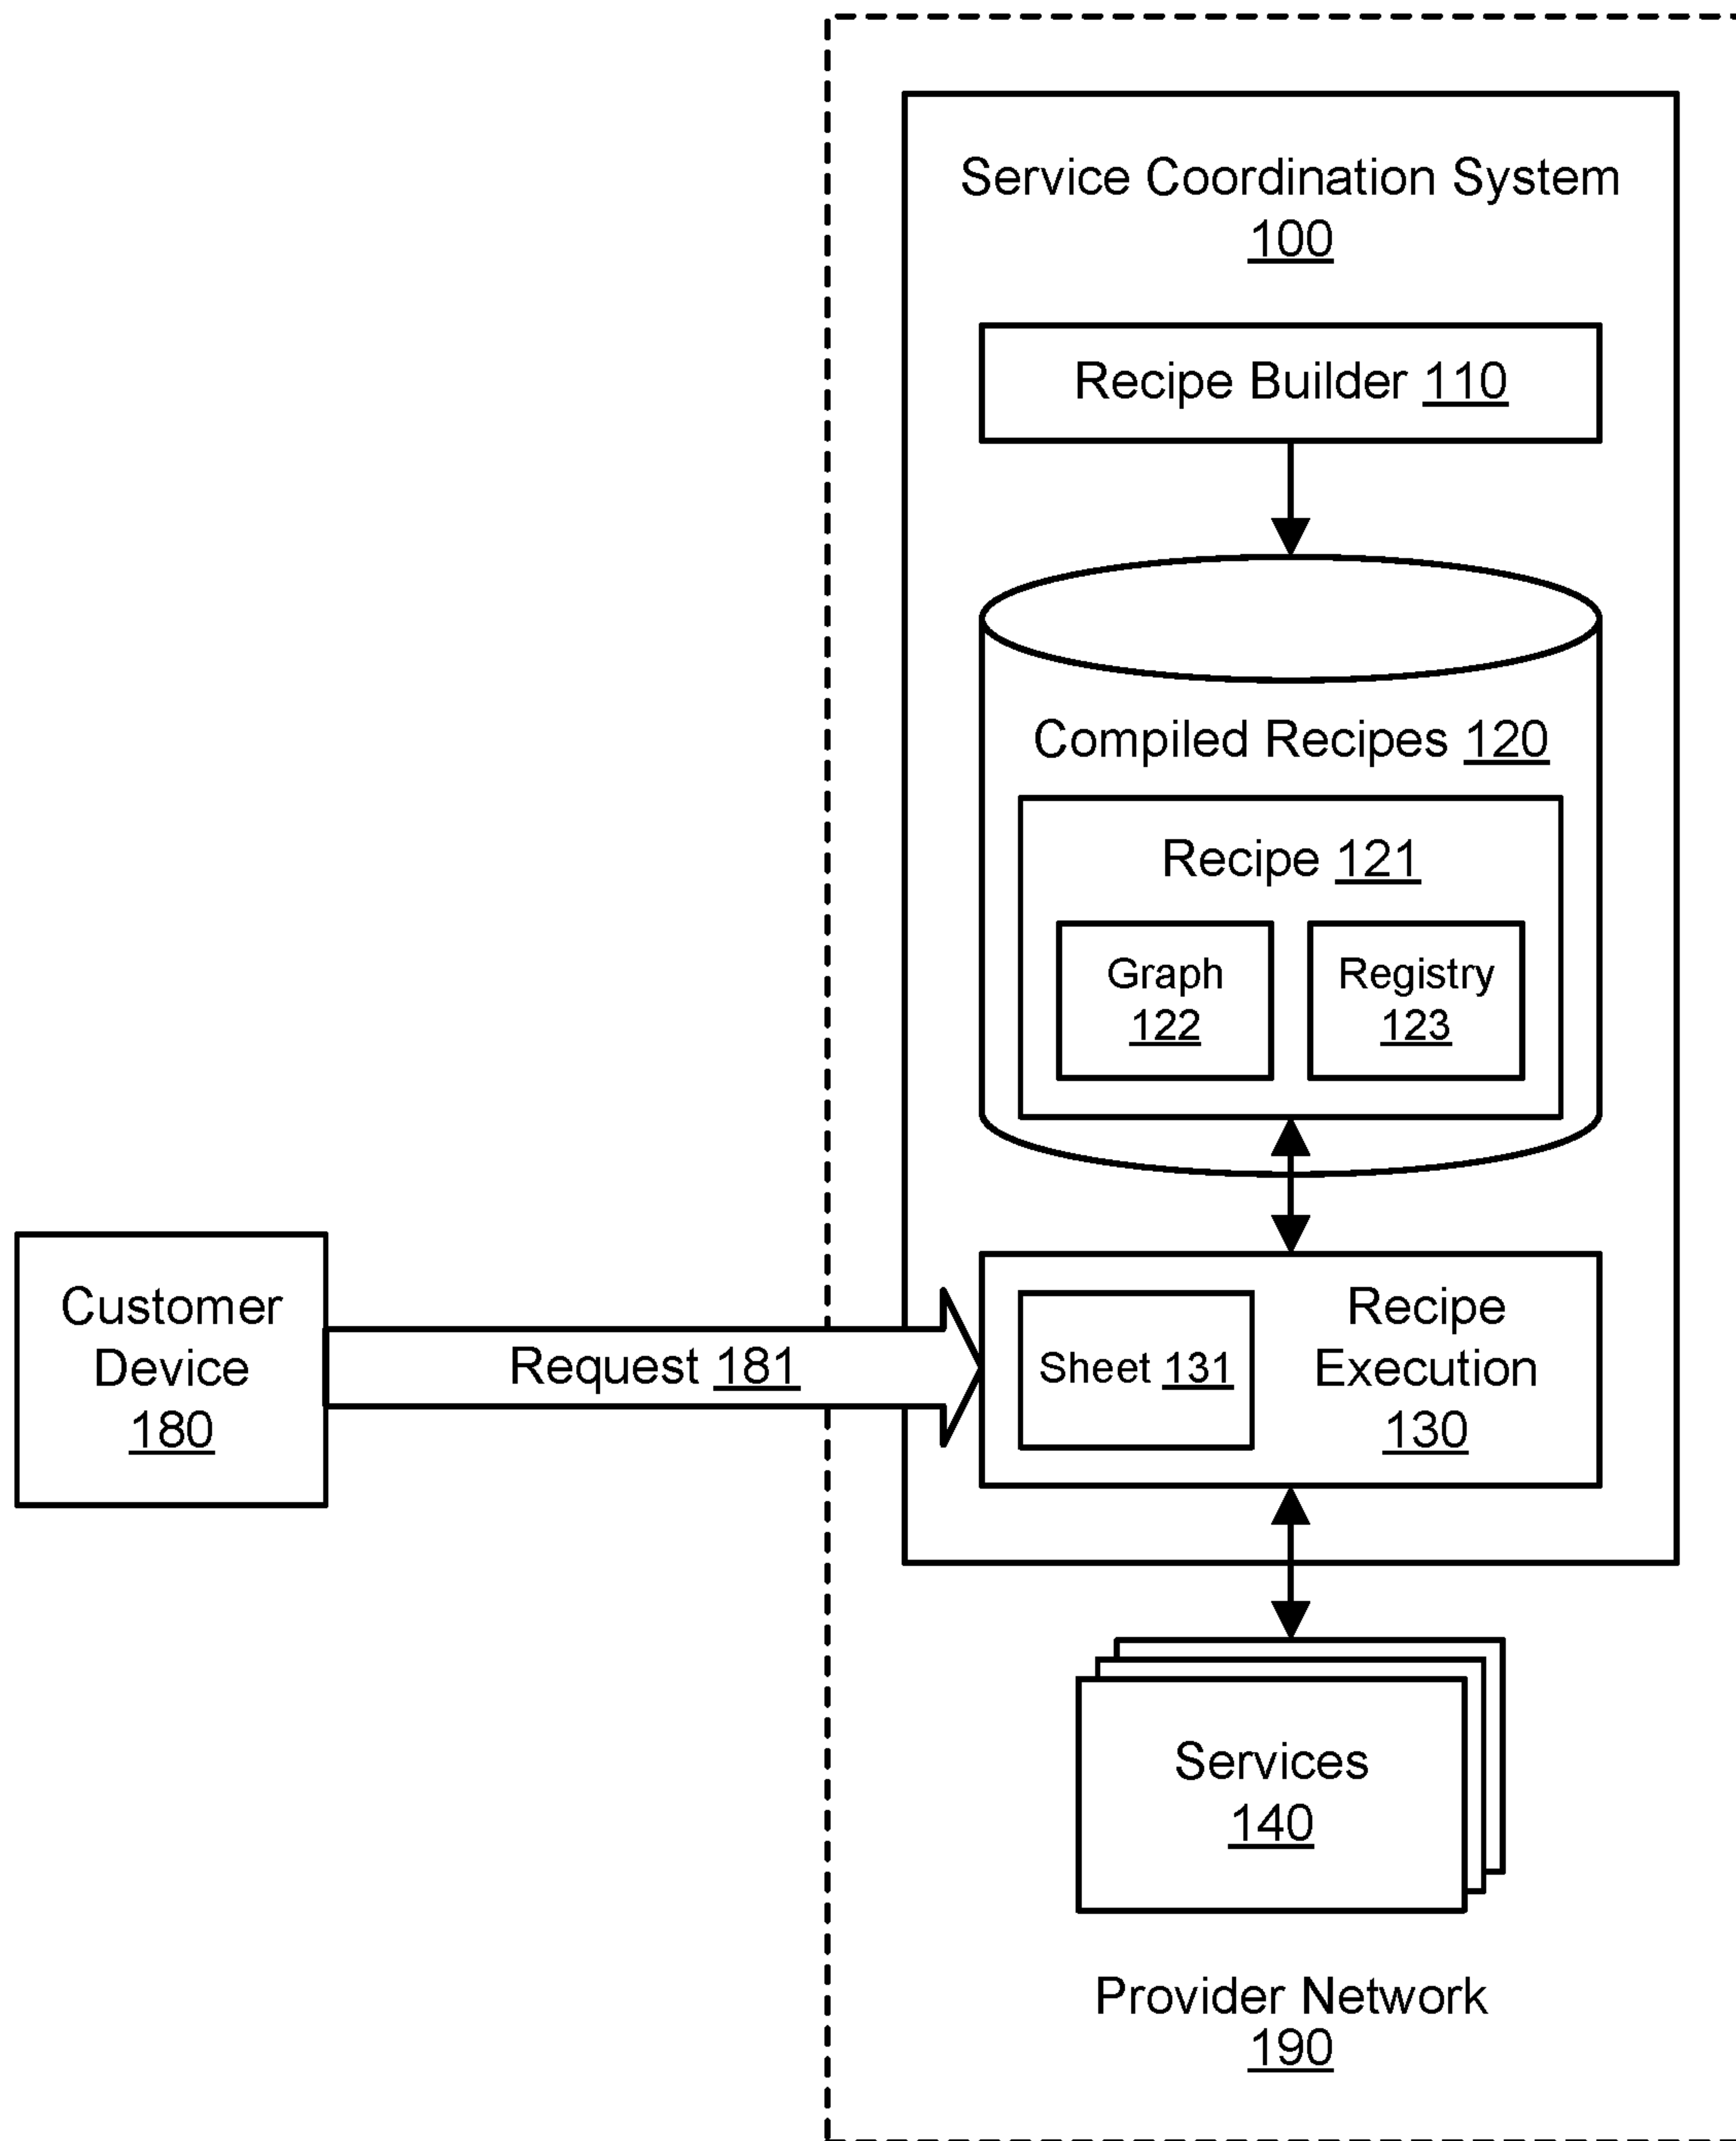 Service Coordination System
100
Recipe Builder 110
Compiled Recipes 120
Recipe 121
Graph
122
Registry
123
Customer
Device
180
Request 181
Sheet 131
Recipe
Execution
130
Services
140
Provider Network
190